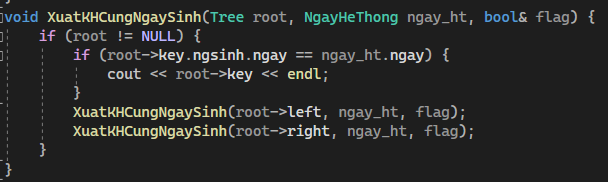 void XuatKHCungNgaySinh(Tree root, NgayHeThong ngay_ht, bool& flag) {
    if (root != NULL) {
        if (root->key.ngsinh.ngay == ngay_ht.ngay) {
            cout << root->key << endl;
        }
        XuatKHCungNgaySinh(root->left, ngay_ht, flag);
        XuatKHCungNgaySinh(root->right, ngay_ht, flag);
    }
}